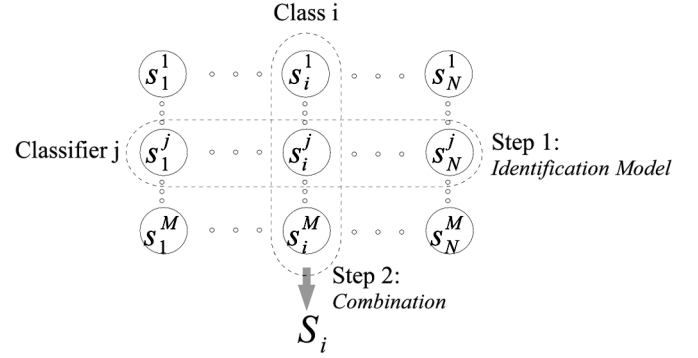 Class i
s_1^1 s_i^1 s_N^1
Classifier j s_1^j s_i^j s_N^j Step 1:
Identification Model
s_1^M s_i^M s_N^M
Step 2:
Combination
S_i